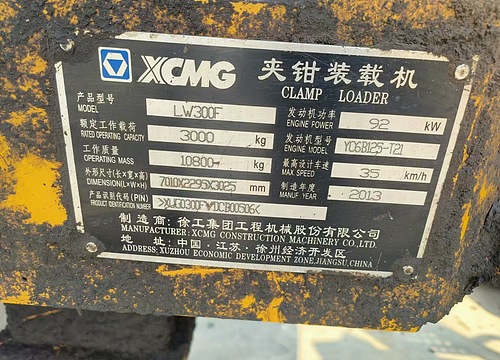 XCMG 夹钳装载机
CLAMP LOADER
产品型号 MODEL LW300F 发动机功率 ENGINE POWER 92 kW
额定工作载荷 RATED OPERATING CAPACITY 3000 kg 发动机型号 ENGINE MODEL Y06B125-T21
工作质量 OPERATING MASS 10800 kg 最高设计车速 MAX SPEED 35 km/h
外形尺寸(长×宽×高) DIMENSION(L×W×H) 7010X2295X3025 mm 制造年度 MANUF. YEAR 2013
产品识别代码(PIN) PRODUCT IDENTIFICATION NUMBER
制造商:徐工集团工程机械股份有限公司
MANUFACTURER:XCMG CONSTRUCTION MACHINERY CO.,LTD.
地址:中国·江苏·徐州经济开发区
ADDRESS:XUZHOU ECONOMIC DEVELOPMENT ZONE,JIANGSU,CHINA